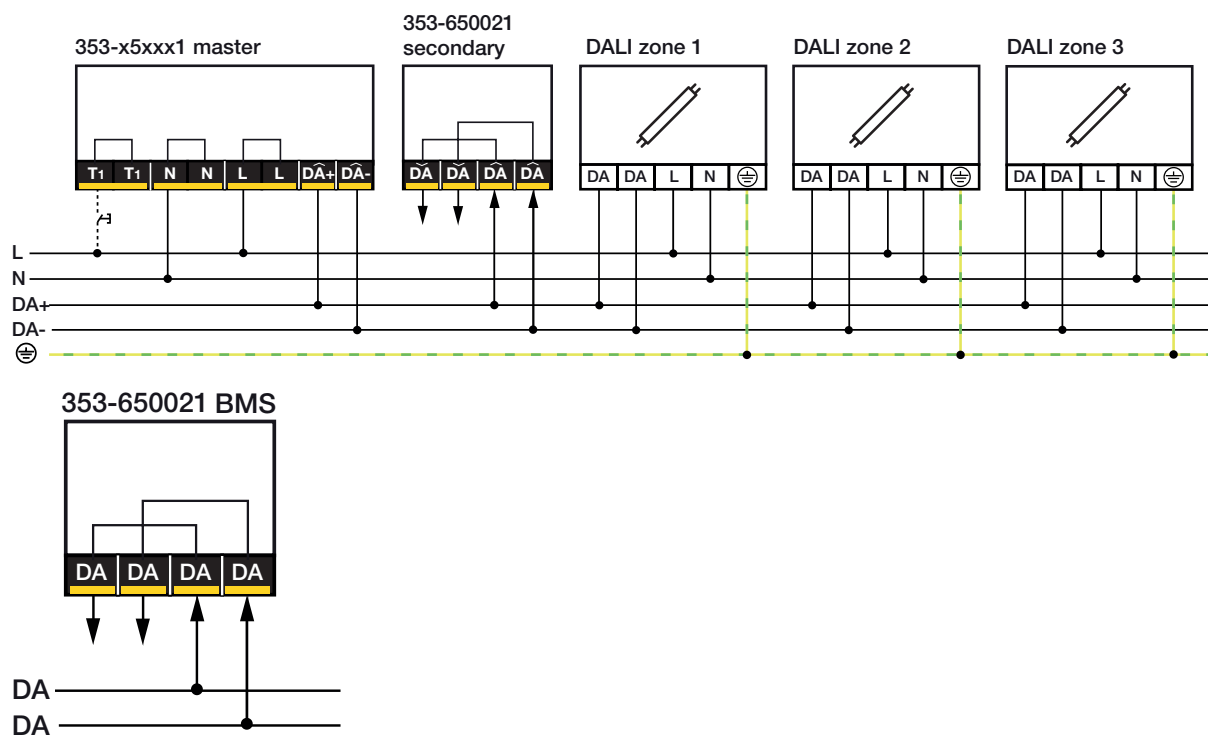 353-x5xxx1 master
353-650021
secondary
DALI zone 1
DALI zone 2
DALI zone 3
T1 T1 N N L L DA+ DA-
DA DA DA DA
DA DA L N
DA DA L N
DA DA L N
L
N
DA+
DA-
353-650021 BMS
DA DA DA DA
DA
DA